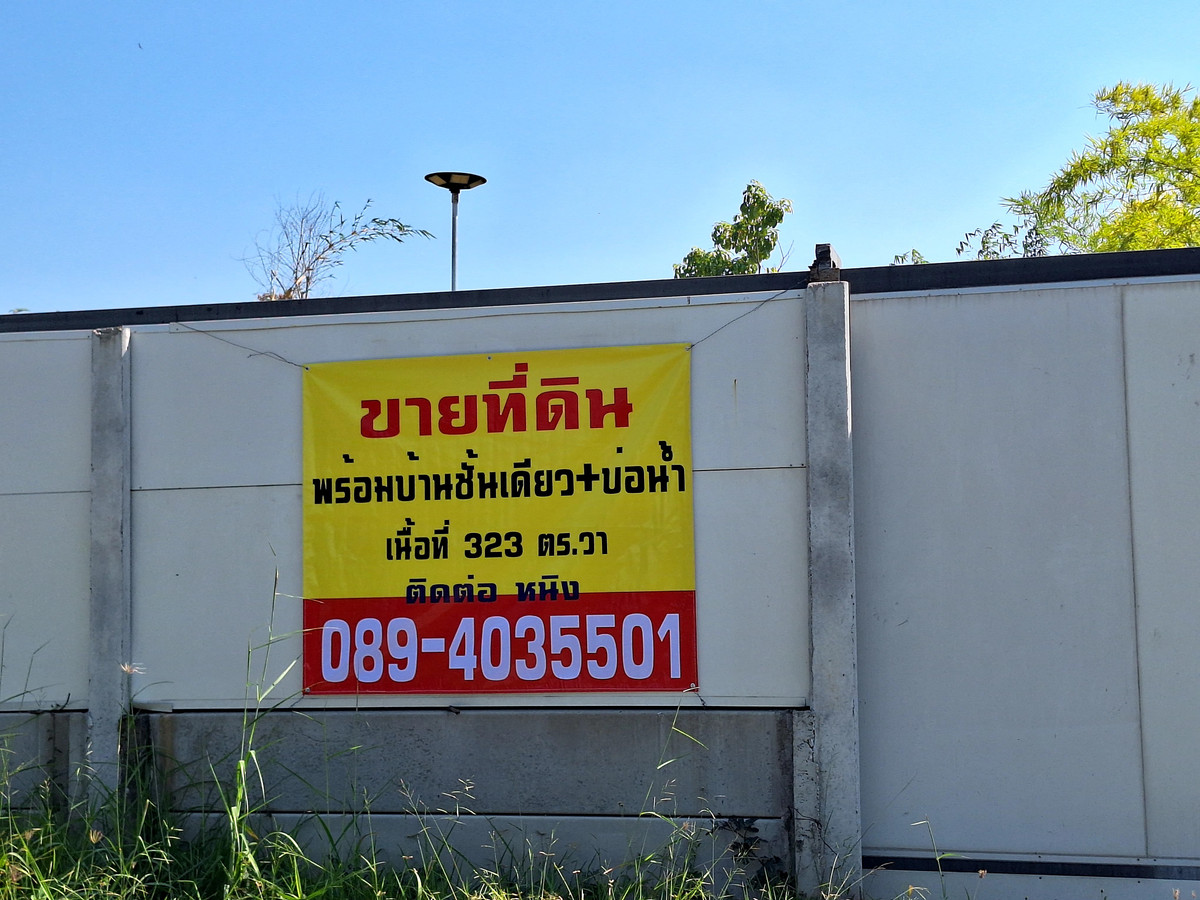 ขายที่ดิน
พร้อมบ้านชั้นเดียว+บ่อน้ำ
เนื้อที่ 323 ตร.วา
ติดต่อ หนิง
089-4035501